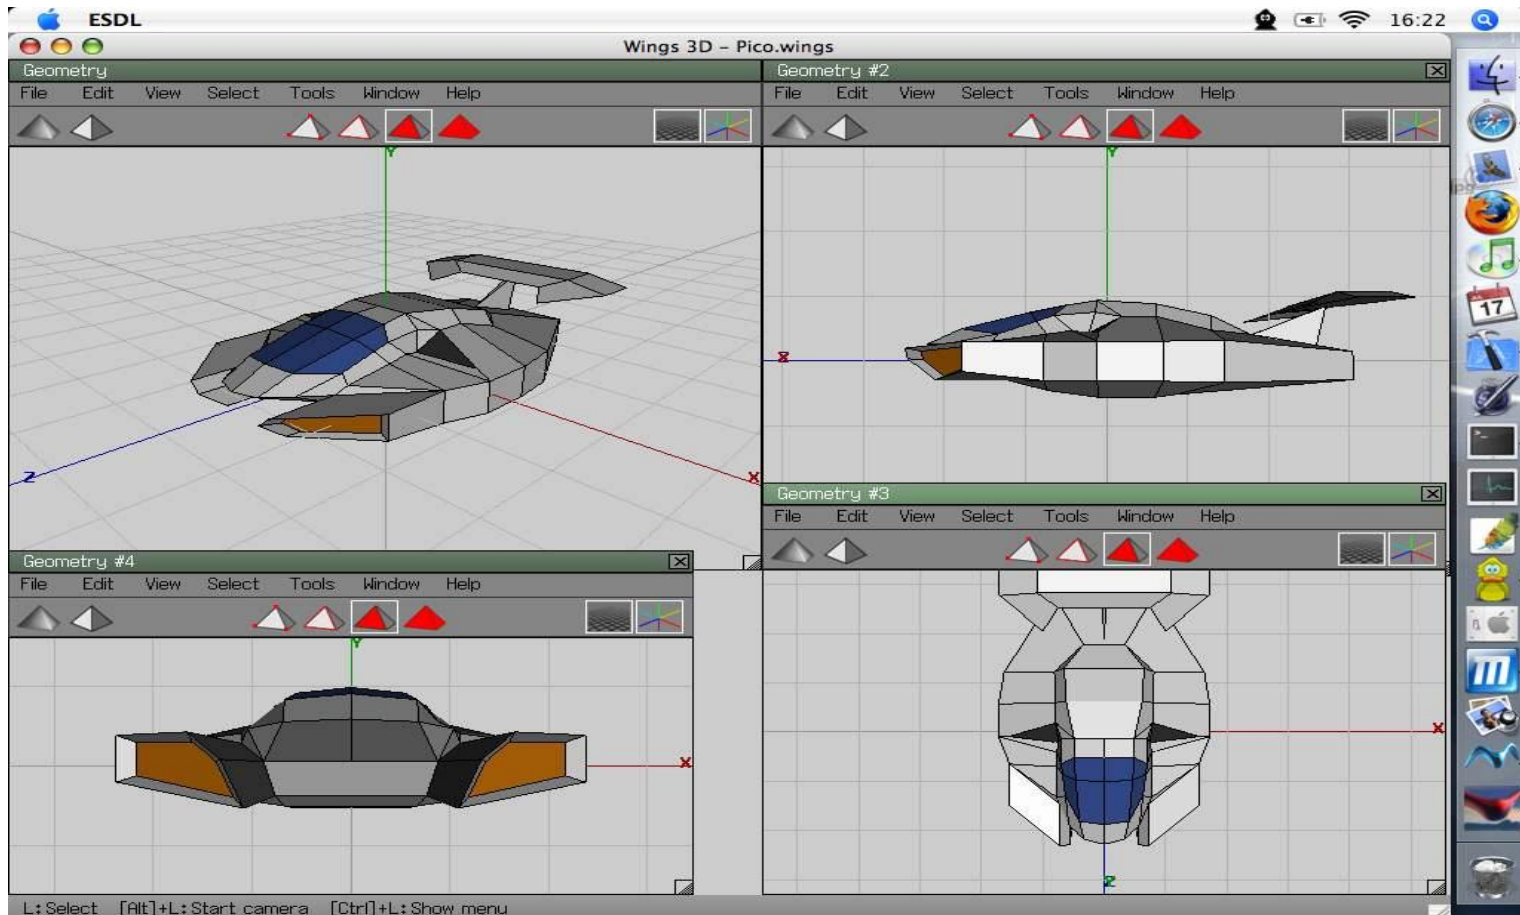 ESDL
16:22
Wings 3D - Pico.wings
Geometry
File Edit View Select Tools Window Help
Y
Z
X
Geometry #2
File Edit View Select Tools Window Help
Y
Geometry #3
File Edit View Select Tools Window Help
X
Z
Geometry #4
File Edit View Select Tools Window Help
Y
X
L:Select [Alt]+L:Start camera [Ctrl]+L:Show menu
17